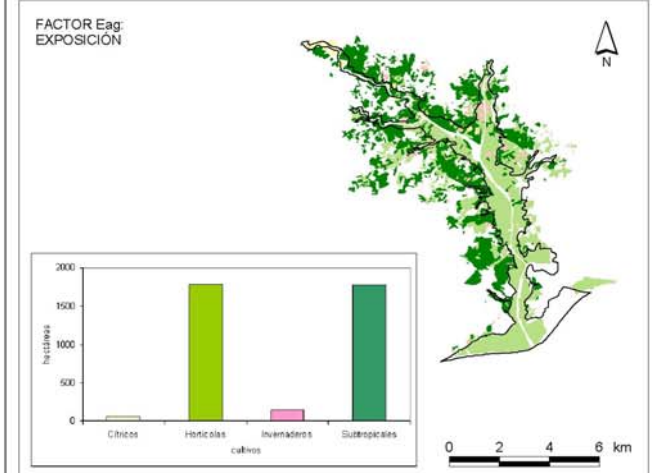 FACTOR Eag:
EXPOSICIÓN
N
2000
1500
1000
500
0
hectáreas
Cítricos Hortícolas Invernaderos Subtropicales
cultivos
0 2 4 6 km